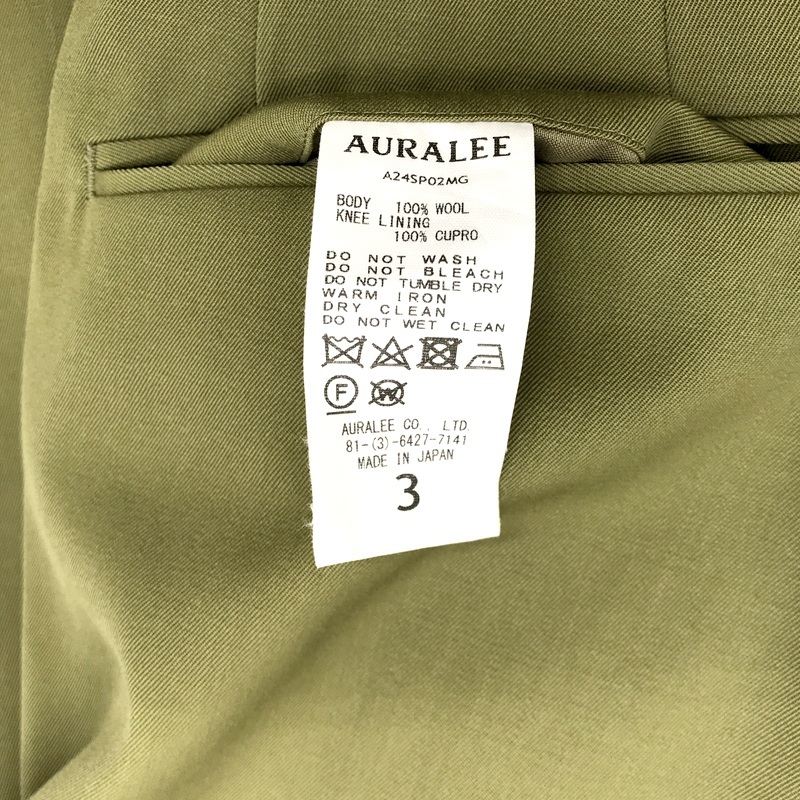 AURALEE
A24SP02MG
BODY 100% WOOL
KNEE LINING
100% CUPRO
DO NOT WASH
DO NOT BLEACH
DO NOT TUMBLE DRY
WARM IRON
DRY CLEAN
DO NOT WET CLEAN
F W
AURALEE CO., LTD.
81-(3)-6427-7141
MADE IN JAPAN
3